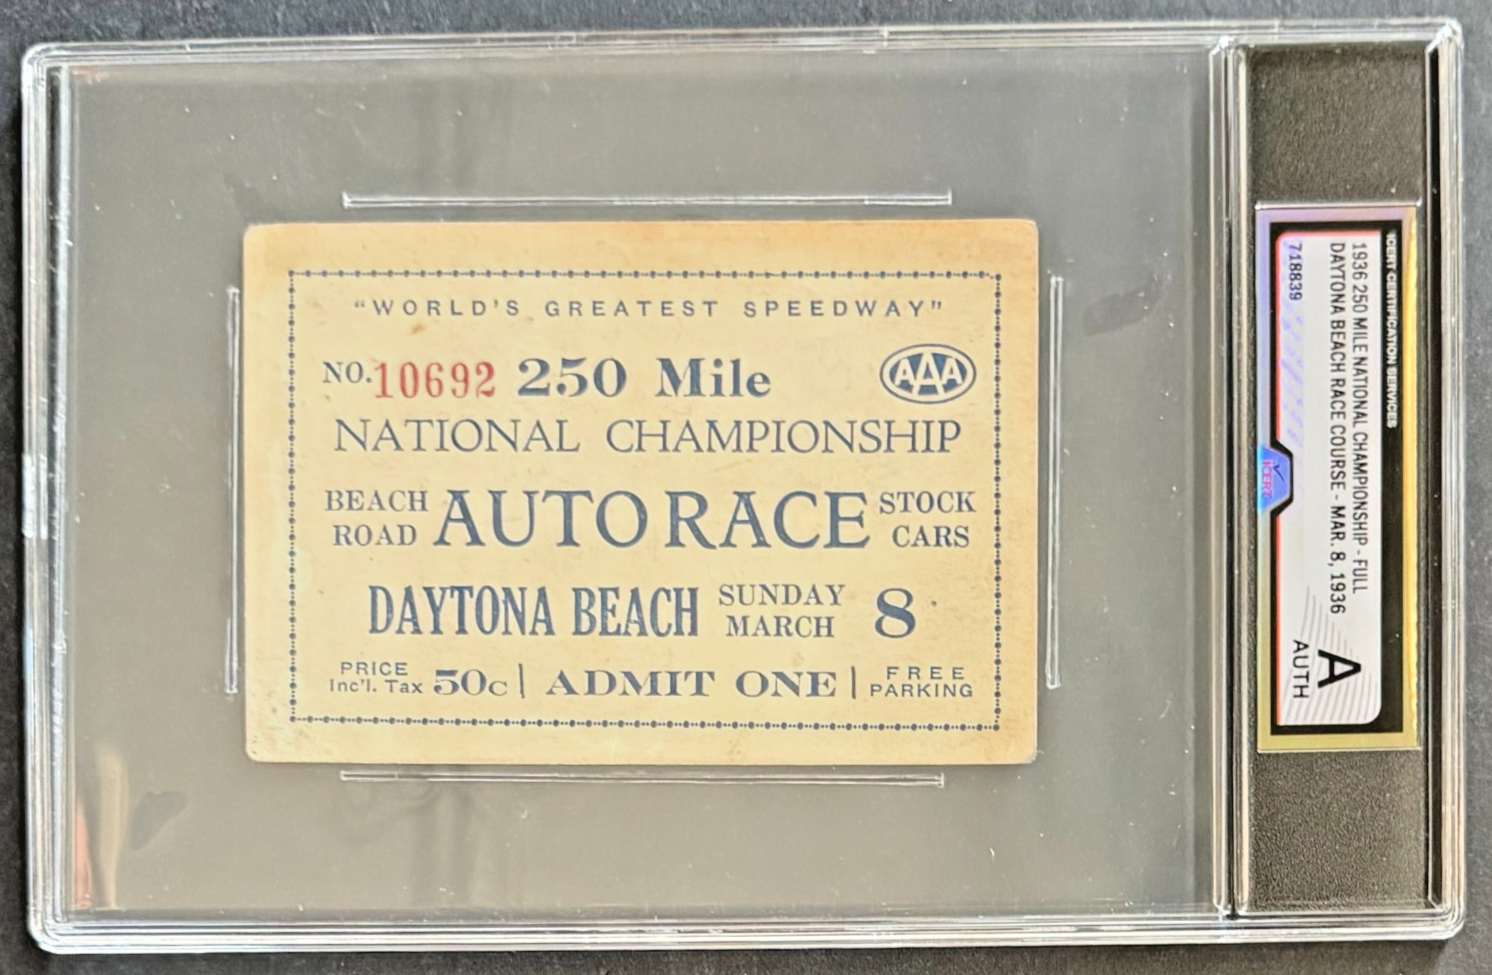 "WORLD'S GREATEST SPEEDWAY"
NO. 10692 250 Mile AAA
NATIONAL CHAMPIONSHIP
BEACH ROAD AUTO RACE STOCK CARS
DAYTONA BEACH SUNDAY MARCH 8
PRICE Inc'l. Tax 50c | ADMIT ONE | FREE PARKING
ICERT CERTIFICATION SERVICES
1936 250 MILE NATIONAL CHAMPIONSHIP - FULL
DAYTONA BEACH RACE COURSE - MAR. 8, 1936
718839
ICERT
A
AUTH